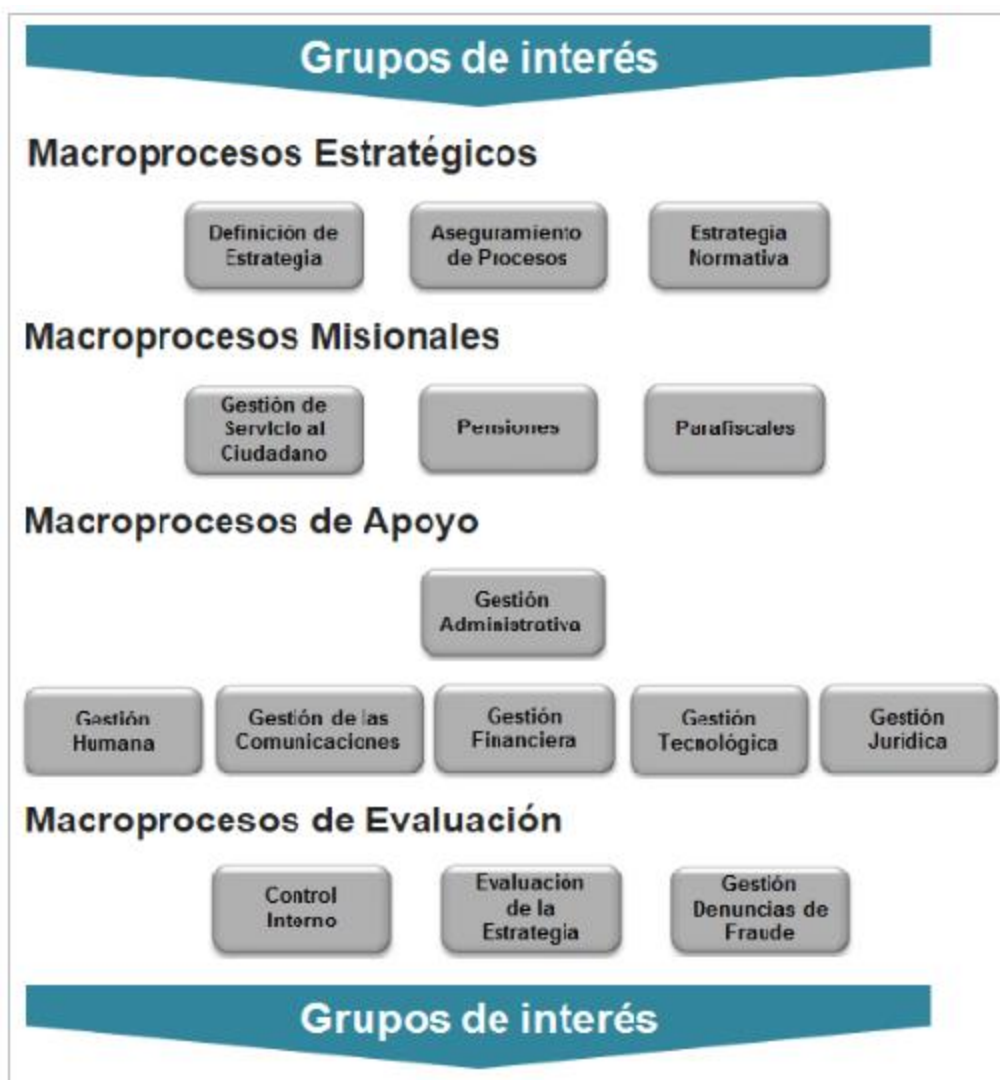 Grupos de interés
Macroprocesos Estratégicos
Definición de
Estrategia
Aseguramiento
de Procesos
Estrategia
Normativa
Macroprocesos Misionales
Gestión de
Servicio al
Ciudadano
Pensiones
Parafiscales
Macroprocesos de Apoyo
Gestión
Administrativa
Gestión
Humana
Gestión de las
Comunicaciones
Gestión
Financiera
Gestión
Tecnológica
Gestión
Jurídica
Macroprocesos de Evaluación
Control
Interno
Evaluación
de la
Estrategia
Gestión
Denuncias de
Fraude
Grupos de interés